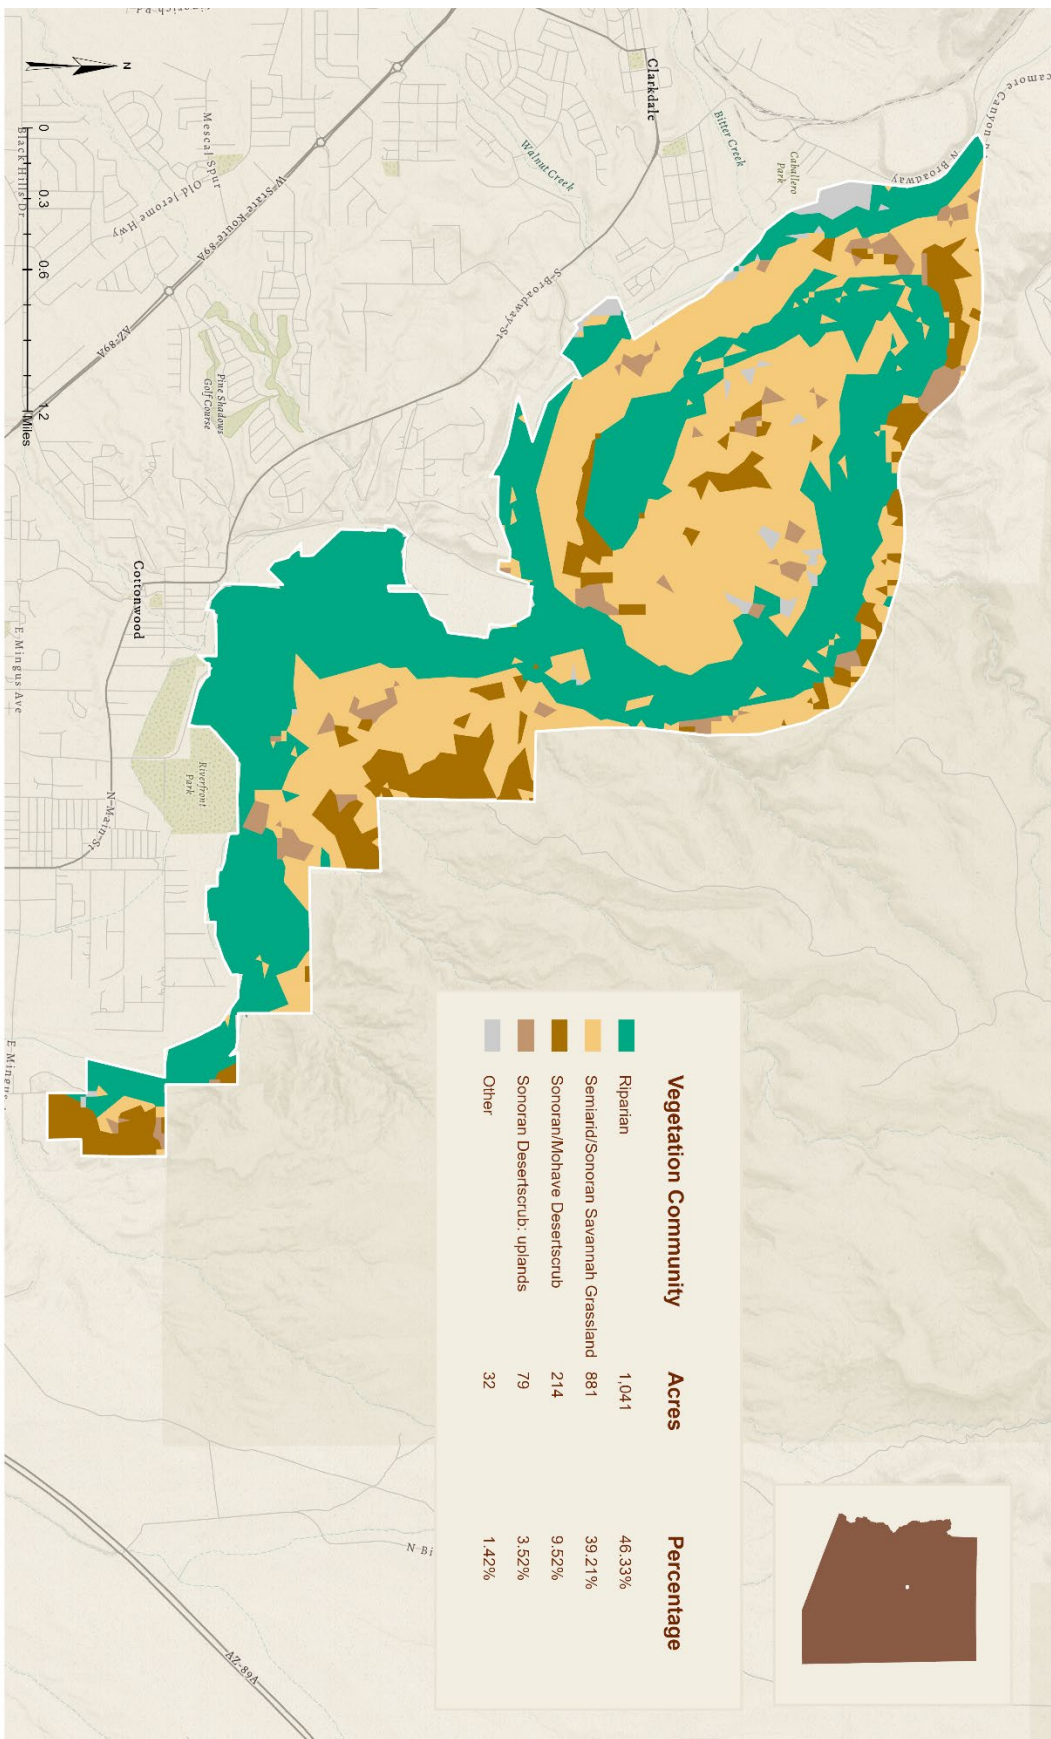 Vegetation Community Acres Percentage
Riparian 1,041 46.33%
Semiarid/Sonoran Savannah Grassland 881 39.21%
Sonoran/Mohave Desertscrub 214 9.52%
Sonoran Desertscrub: uplands 79 3.52%
Other 32 1.42%
N Broadway
Caballero
Park
Bitter Creek
Clarkdale
Walnut Creek
S-Broadway-St
W-State-Route-89A
Mescal Spur
Old Jerome Hwy
AZ-89A
Pine Shadows
Golf Course
Cottonwood
Riverfront
Park
N-Main-St
E Mingus Ave
E Mingus
Black Hills Dr
N Bi
AZ-89A
N
0 0.3 0.6 1.2
Miles